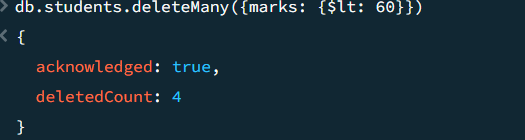 > db.students.deleteMany({marks: {$lt: 60}})
< {
acknowledged: true,
deletedCount: 4
}